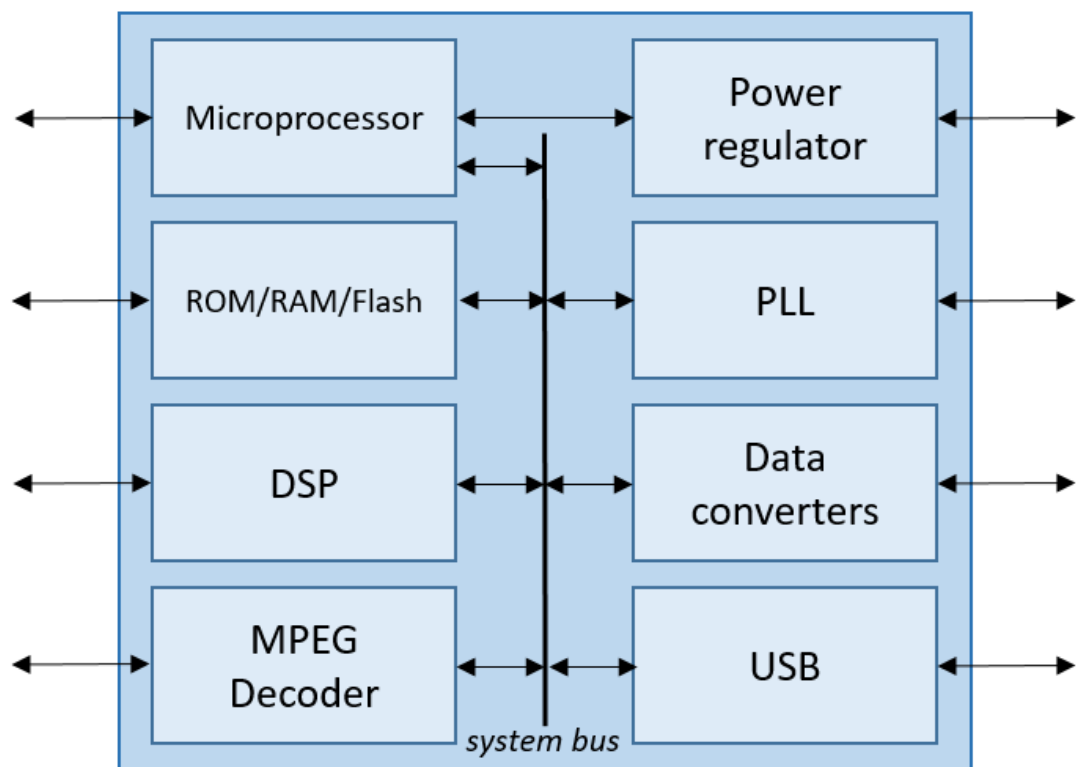 Microprocessor
Power
regulator
ROM/RAM/Flash
PLL
DSP
Data
converters
MPEG
Decoder
USB
system bus